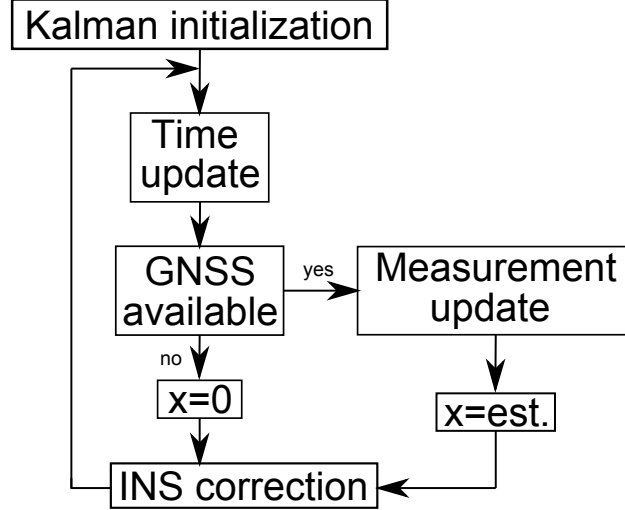 Kalman initialization
Time
update
GNSS
available
yes
Measurement
update
no
x=0
x=est.
INS correction